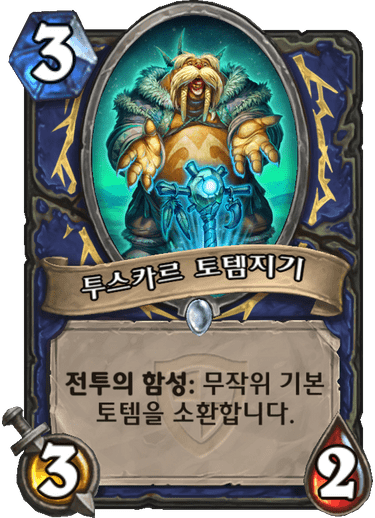 3
투스카르 토템지기
전투의 함성: 무작위 기본
토템을 소환합니다.
3
2